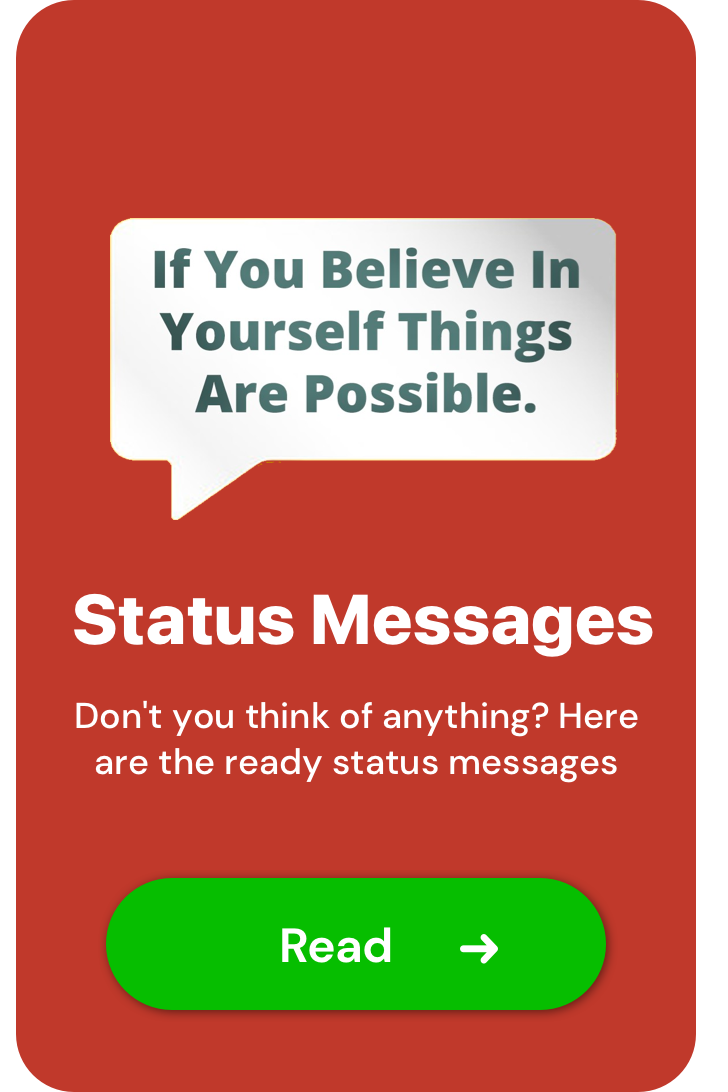 If You Believe In
Yourself Things
Are Possible.
Status Messages
Don't you think of anything? Here
are the ready status messages
Read